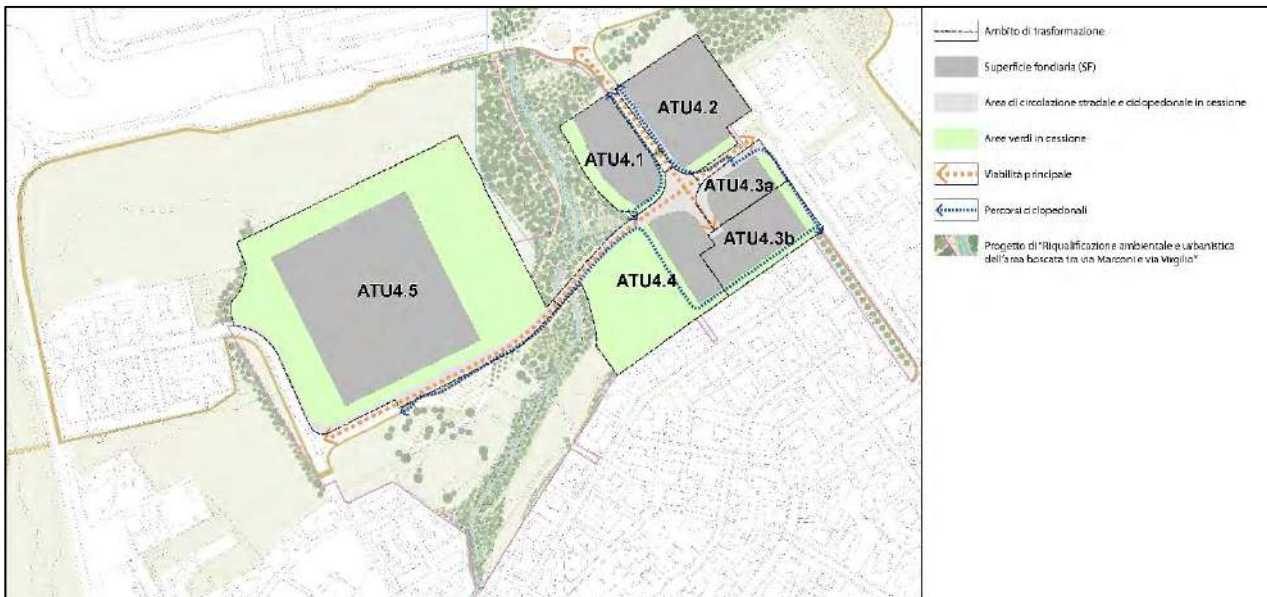 ATU4.2
ATU4.1
ATU4.3a
ATU4.3b
ATU4.4
ATU4.5
Ambito di trasformazione
Superficie fondiaria (SF)
Area di circolazione stradale e ciclopedonale in cessione
Aree verdi in cessione
Viabilità principale
Percorsi ciclopedonali
Progetto di "Riqualificazione ambientale e urbanistica
dell'area boscata tra via Marconi e via Virgilio"